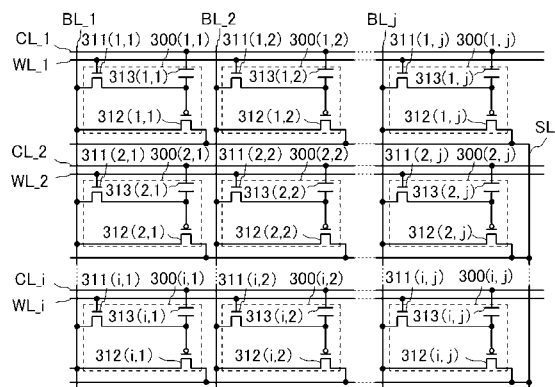 BL_1 BL_2 BL_j
CL_1 311(1,1) 300(1,1) 311(1,2) 300(1,2) 311(1, j) 300(1, j)
WL_1
313(1,1) 313(1,2) 313(1, j)
312(1,1) 312(1,2) 312(1, j) SL
CL_2 311(2,1) 300(2,1) 311(2,2) 300(2,2) 311(2, j) 300(2, j)
WL_2
313(2,1) 313(2,2) 313(2, j)
312(2,1) 312(2,2) 312(2, j)
CL_i 311(i,1) 300(i,1) 311(i,2) 300(i,2) 311(i, j) 300(i, j)
WL_i
313(i,1) 313(i,2) 313(i, j)
312(i,1) 312(i,2) 312(i, j)